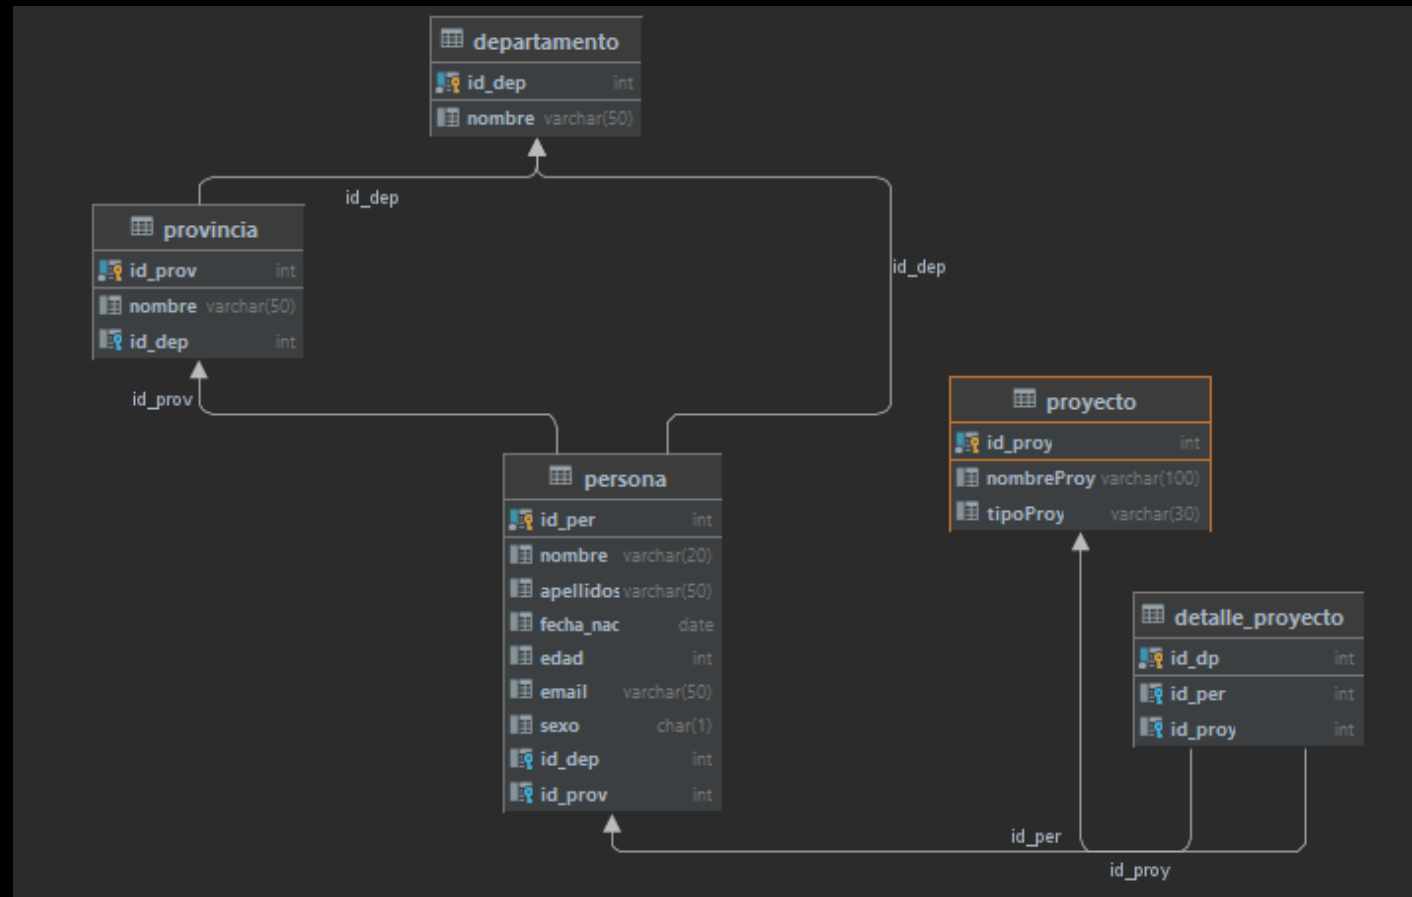 departamento
id_dep int
nombre varchar(50)
id_dep
provincia
id_prov int
nombre varchar(50)
id_dep int
id_dep
id_prov
proyecto
id_proy int
nombreProy varchar(100)
tipoProy varchar(30)
persona
id_per int
nombre varchar(20)
apellidos varchar(50)
fecha_nac date
edad int
email varchar(50)
sexo char(1)
id_dep int
id_prov int
detalle_proyecto
id_dp int
id_per int
id_proy int
id_per
id_proy